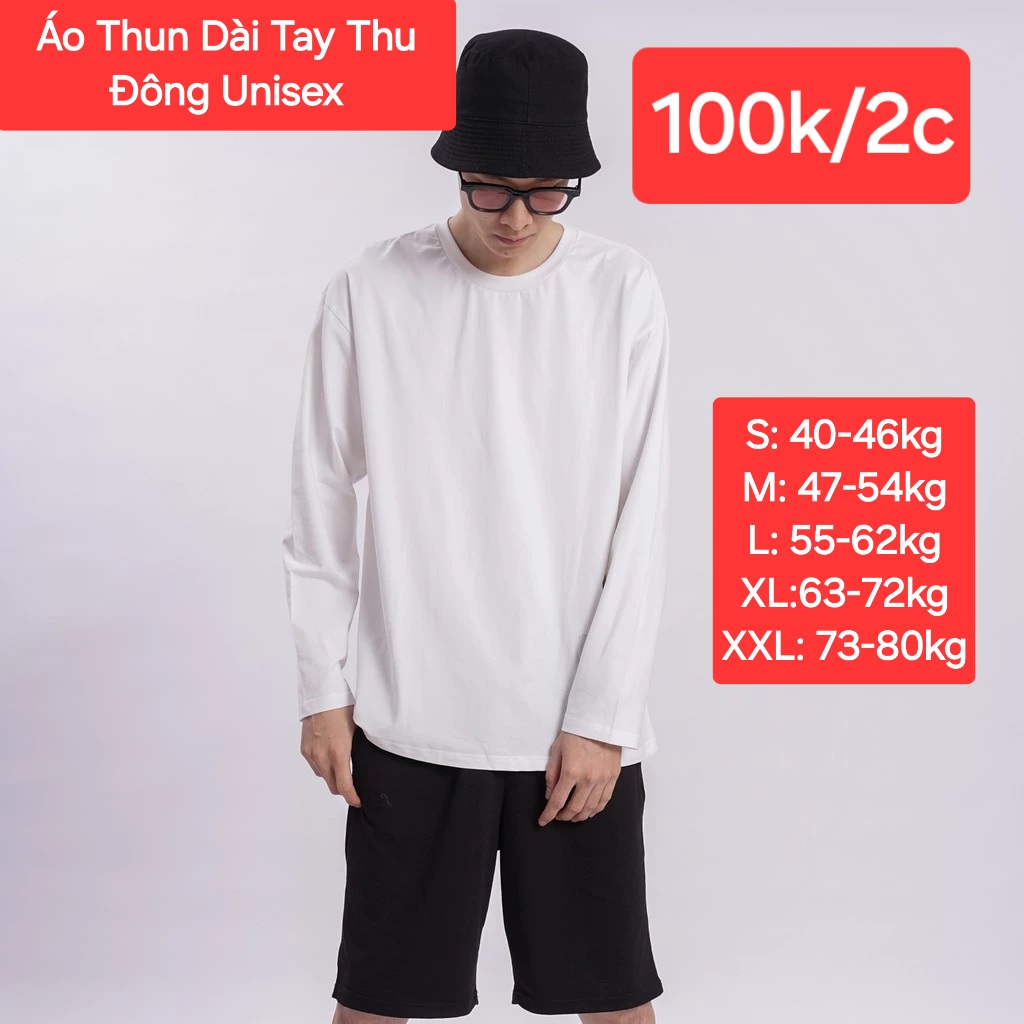 Áo Thun Dài Tay Thu
Đông Unisex
100k/2c
S: 40-46kg
M: 47-54kg
L: 55-62kg
XL:63-72kg
XXL: 73-80kg